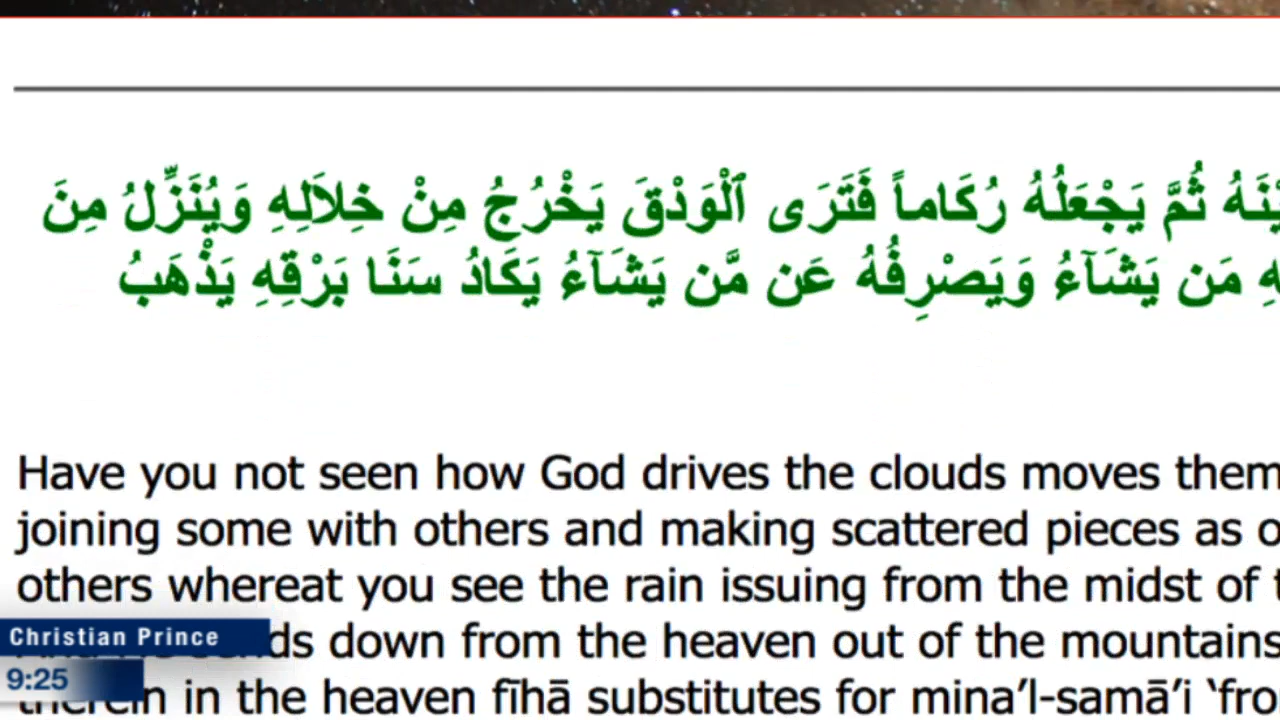 ثُمَّ يَجْعَلُهُ رُكَاماً فَتَرَى ٱلْوَدْقَ يَخْرُجُ مِنْ خِلاَلِهِ وَيُنَزِّلُ مِنَ
مَن يَشَآءُ وَيَصْرِفُهُ عَن مَّن يَشَآءُ يَكَادُ سَنَا بَرْقِهِ يَذْهَبُ
Have you not seen how God drives the clouds moves them
joining some with others and making scattered pieces as
others whereat you see the rain issuing from the midst of
down from the heaven out of the mountains
in the heaven fīhā substitutes for mina’l-samā’i ‘fro
Christian Prince
9:25